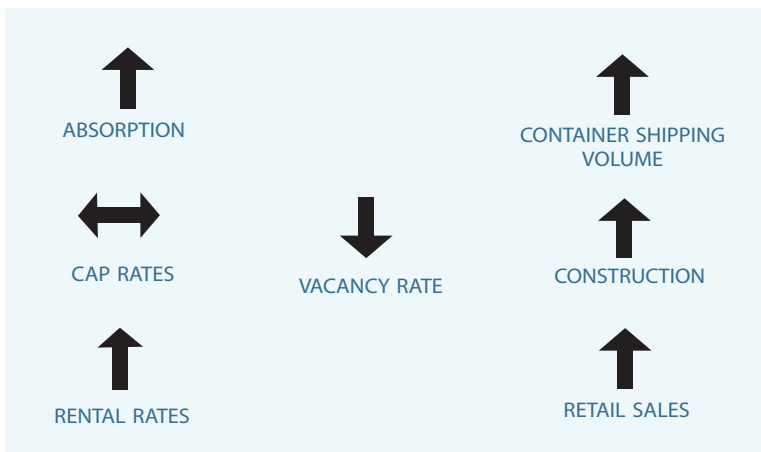 ABSORPTION
CONTAINER SHIPPING
VOLUME
CAP RATES
VACANCY RATE
CONSTRUCTION
RENTAL RATES
RETAIL SALES